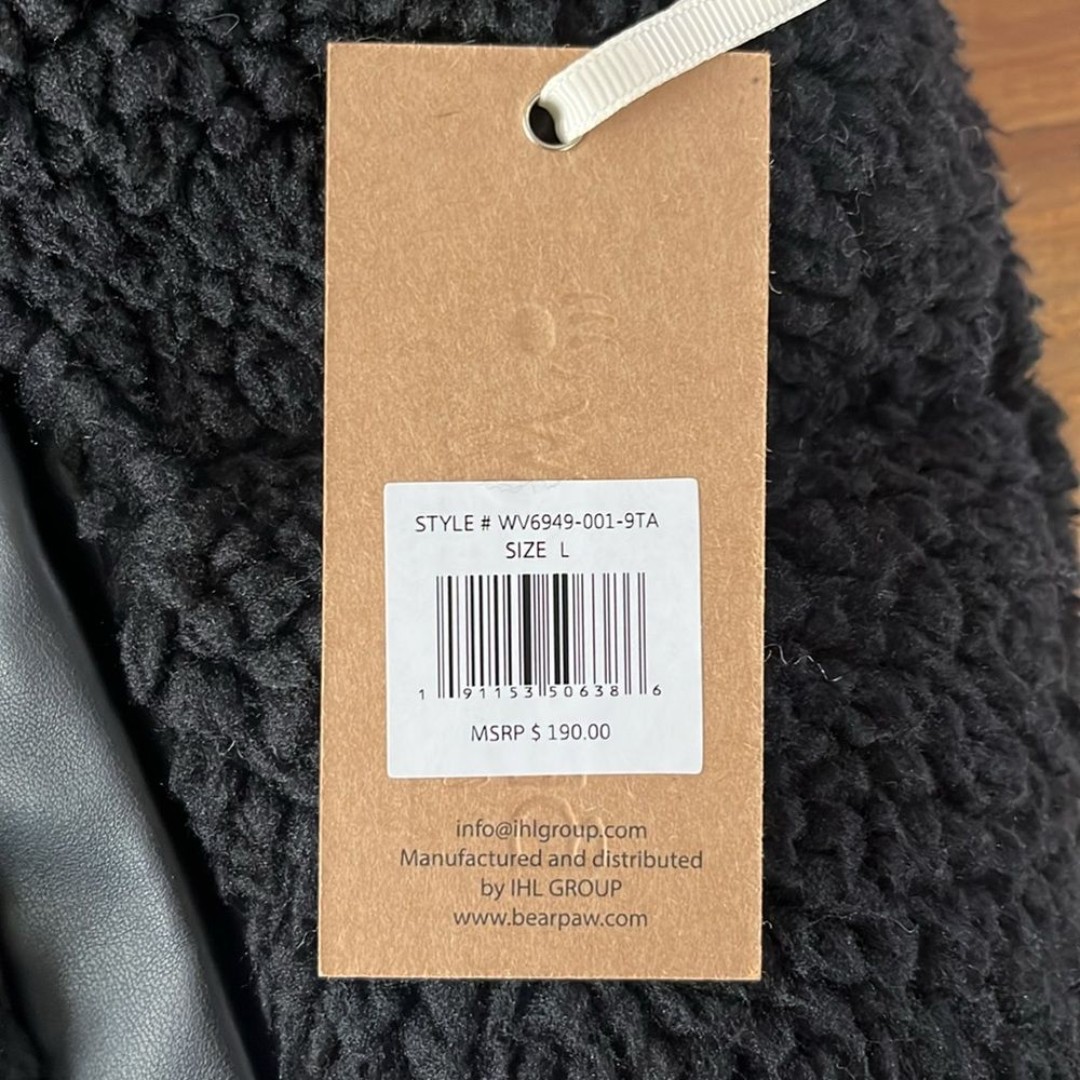 STYLE # WV6949-001-9TA
SIZE L
1 91153 50638 6
MSRP $ 190.00
info@ihlgroup.com
Manufactured and distributed
by IHL GROUP
www.bearpaw.com